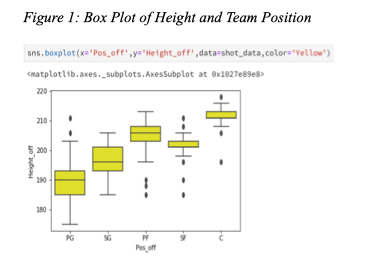 Figure 1: Box Plot of Height and Team Position
sns.boxplot(x='Pos_off',y='Height_off',data=shot_data,color='Yellow')
<matplotlib.axes._subplots.AxesSubplot at 0x1027e89e8>
220
210
200
190
180
Height_off
PG SG PF SF C
Pos_off